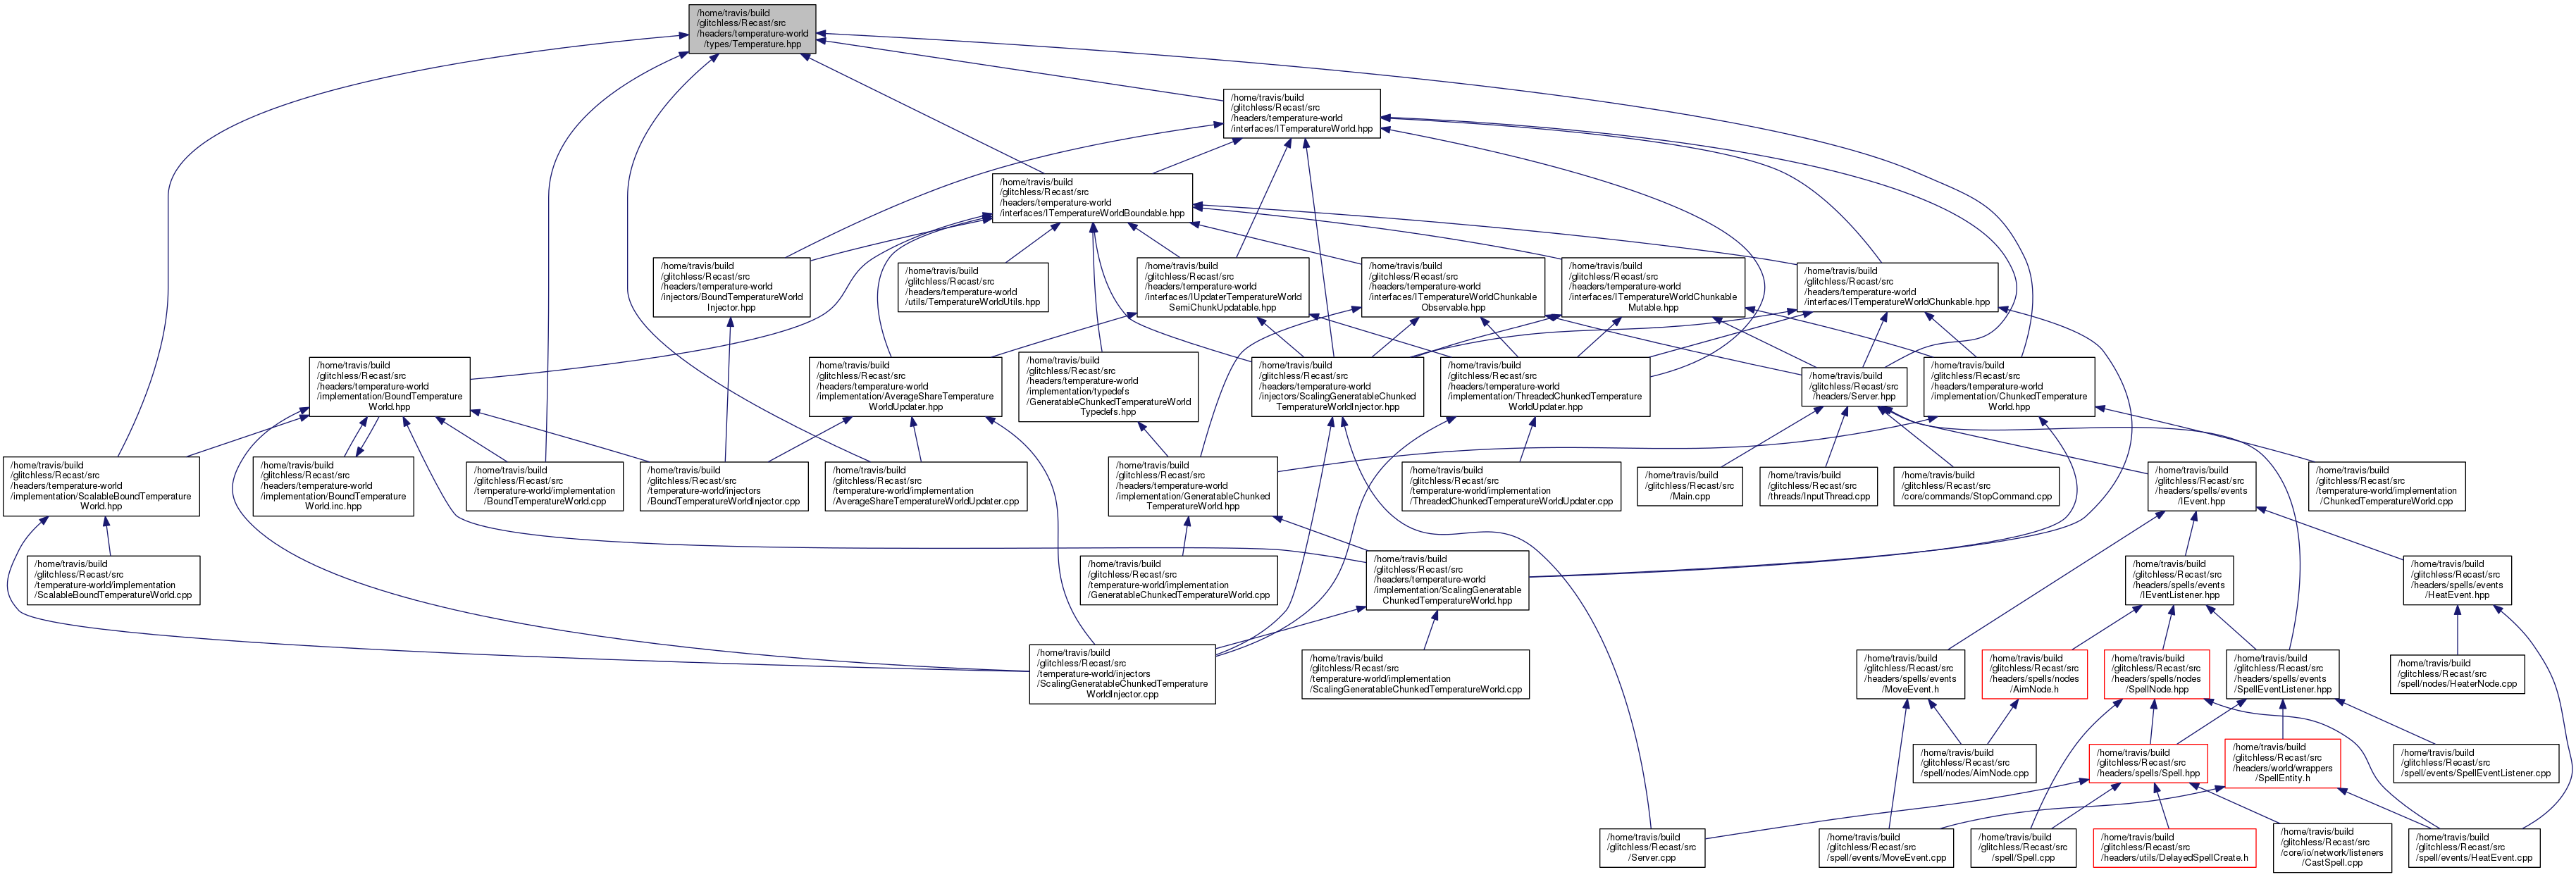 /home/travis/build
/glitchless/Recast/src
/headers/temperature-world
/types/Temperature.hpp
/home/travis/build
/glitchless/Recast/src
/headers/temperature-world
/interfaces/ITemperatureWorld.hpp
/home/travis/build
/glitchless/Recast/src
/headers/temperature-world
/interfaces/ITemperatureWorldBoundable.hpp
/home/travis/build
/glitchless/Recast/src
/headers/temperature-world
/injectors/BoundTemperatureWorld
Injector.hpp
/home/travis/build
/glitchless/Recast/src
/headers/temperature-world
/utils/TemperatureWorldUtils.hpp
/home/travis/build
/glitchless/Recast/src
/headers/temperature-world
/interfaces/IUpdaterTemperatureWorld
SemiChunkUpdatable.hpp
/home/travis/build
/glitchless/Recast/src
/headers/temperature-world
/interfaces/ITemperatureWorldChunkable
Observable.hpp
/home/travis/build
/glitchless/Recast/src
/headers/temperature-world
/interfaces/ITemperatureWorldChunkable
Mutable.hpp
/home/travis/build
/glitchless/Recast/src
/headers/temperature-world
/interfaces/ITemperatureWorldChunkable.hpp
/home/travis/build
/glitchless/Recast/src
/headers/temperature-world
/implementation/BoundTemperature
World.hpp
/home/travis/build
/glitchless/Recast/src
/headers/temperature-world
/implementation/AverageShareTemperature
WorldUpdater.hpp
/home/travis/build
/glitchless/Recast/src
/headers/temperature-world
/implementation/typedefs
/GeneratableChunkedTemperatureWorld
Typedefs.hpp
/home/travis/build
/glitchless/Recast/src
/headers/temperature-world
/injectors/ScalingGeneratableChunked
TemperatureWorldInjector.hpp
/home/travis/build
/glitchless/Recast/src
/headers/temperature-world
/implementation/ThreadedChunkedTemperature
WorldUpdater.hpp
/home/travis/build
/glitchless/Recast/src
/headers/Server.hpp
/home/travis/build
/glitchless/Recast/src
/headers/temperature-world
/implementation/ChunkedTemperature
World.hpp
/home/travis/build
/glitchless/Recast/src
/headers/temperature-world
/implementation/ScalableBoundTemperature
World.hpp
/home/travis/build
/glitchless/Recast/src
/headers/temperature-world
/implementation/BoundTemperature
World.inc.hpp
/home/travis/build
/glitchless/Recast/src
/temperature-world/implementation
/BoundTemperatureWorld.cpp
/home/travis/build
/glitchless/Recast/src
/temperature-world/injectors
/BoundTemperatureWorldInjector.cpp
/home/travis/build
/glitchless/Recast/src
/temperature-world/implementation
/AverageShareTemperatureWorldUpdater.cpp
/home/travis/build
/glitchless/Recast/src
/headers/temperature-world
/implementation/GeneratableChunked
TemperatureWorld.hpp
/home/travis/build
/glitchless/Recast/src
/temperature-world/implementation
/ThreadedChunkedTemperatureWorldUpdater.cpp
/home/travis/build
/glitchless/Recast/src
/Main.cpp
/home/travis/build
/glitchless/Recast/src
/threads/InputThread.cpp
/home/travis/build
/glitchless/Recast/src
/core/commands/StopCommand.cpp
/home/travis/build
/glitchless/Recast/src
/headers/spells/events
/IEvent.hpp
/home/travis/build
/glitchless/Recast/src
/temperature-world/implementation
/ChunkedTemperatureWorld.cpp
/home/travis/build
/glitchless/Recast/src
/temperature-world/implementation
/ScalableBoundTemperatureWorld.cpp
/home/travis/build
/glitchless/Recast/src
/temperature-world/implementation
/GeneratableChunkedTemperatureWorld.cpp
/home/travis/build
/glitchless/Recast/src
/headers/temperature-world
/implementation/ScalingGeneratable
ChunkedTemperatureWorld.hpp
/home/travis/build
/glitchless/Recast/src
/headers/spells/events
/IEventListener.hpp
/home/travis/build
/glitchless/Recast/src
/headers/spells/events
/HeatEvent.hpp
/home/travis/build
/glitchless/Recast/src
/temperature-world/injectors
/ScalingGeneratableChunkedTemperature
WorldInjector.cpp
/home/travis/build
/glitchless/Recast/src
/temperature-world/implementation
/ScalingGeneratableChunkedTemperatureWorld.cpp
/home/travis/build
/glitchless/Recast/src
/headers/spells/events
/MoveEvent.h
/home/travis/build
/glitchless/Recast/src
/headers/spells/nodes
/AimNode.h
/home/travis/build
/glitchless/Recast/src
/headers/spells/nodes
/SpellNode.hpp
/home/travis/build
/glitchless/Recast/src
/headers/spells/events
/SpellEventListener.hpp
/home/travis/build
/glitchless/Recast/src
/spell/nodes/HeaterNode.cpp
/home/travis/build
/glitchless/Recast/src
/spell/nodes/AimNode.cpp
/home/travis/build
/glitchless/Recast/src
/headers/spells/Spell.hpp
/home/travis/build
/glitchless/Recast/src
/headers/world/wrappers
/SpellEntity.h
/home/travis/build
/glitchless/Recast/src
/spell/events/SpellEventListener.cpp
/home/travis/build
/glitchless/Recast/src
/Server.cpp
/home/travis/build
/glitchless/Recast/src
/spell/events/MoveEvent.cpp
/home/travis/build
/glitchless/Recast/src
/spell/Spell.cpp
/home/travis/build
/glitchless/Recast/src
/headers/utils/DelayedSpellCreate.h
/home/travis/build
/glitchless/Recast/src
/core/io/network/listeners
/CastSpell.cpp
/home/travis/build
/glitchless/Recast/src
/spell/events/HeatEvent.cpp